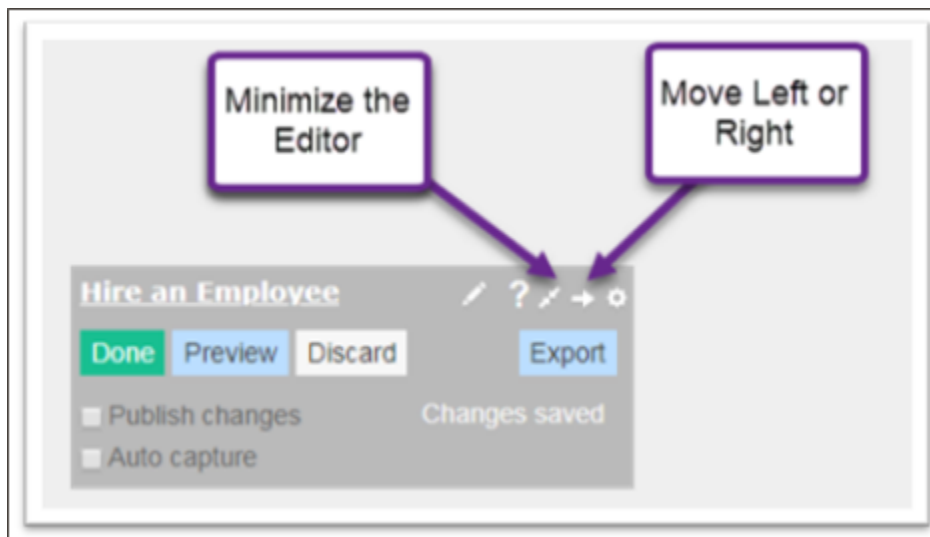 Minimize the
Editor
Move Left or
Right
Hire an Employee
?
Done Preview Discard Export
Publish changes Changes saved
Auto capture